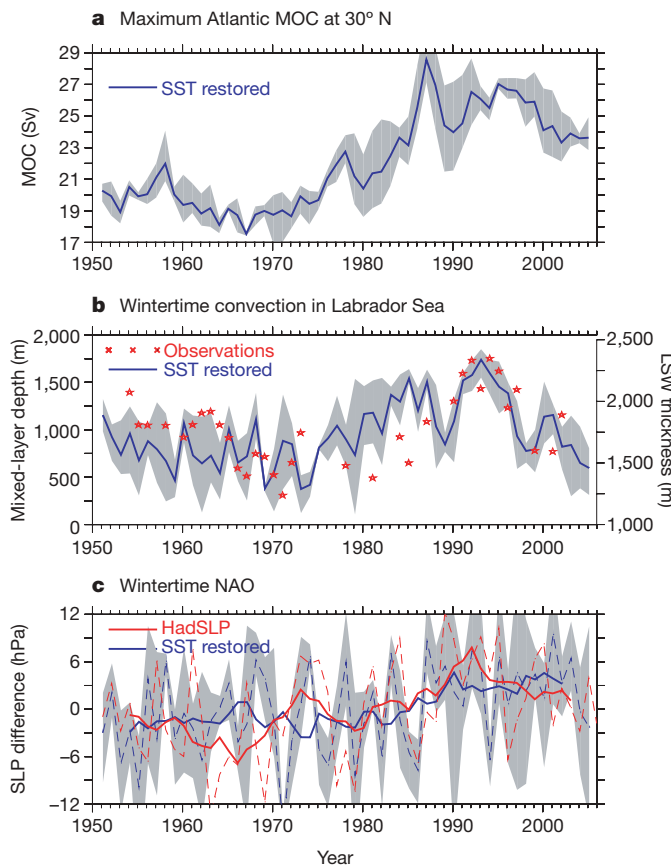 a Maximum Atlantic MOC at 30º N
29
27
25
23
21
19
17
MOC (Sv)
SST restored
1950 1960 1970 1980 1990 2000
b Wintertime convection in Labrador Sea
2,000
1,500
1,000
500
0
Mixed-layer depth (m)
Observations
SST restored
2,500
2,000
1,500
1,000
LSW thickness (m)
1950 1960 1970 1980 1990 2000
c Wintertime NAO
12
6
0
−6
−12
SLP difference (hPa)
HadSLP
SST restored
1950 1960 1970 1980 1990 2000
Year